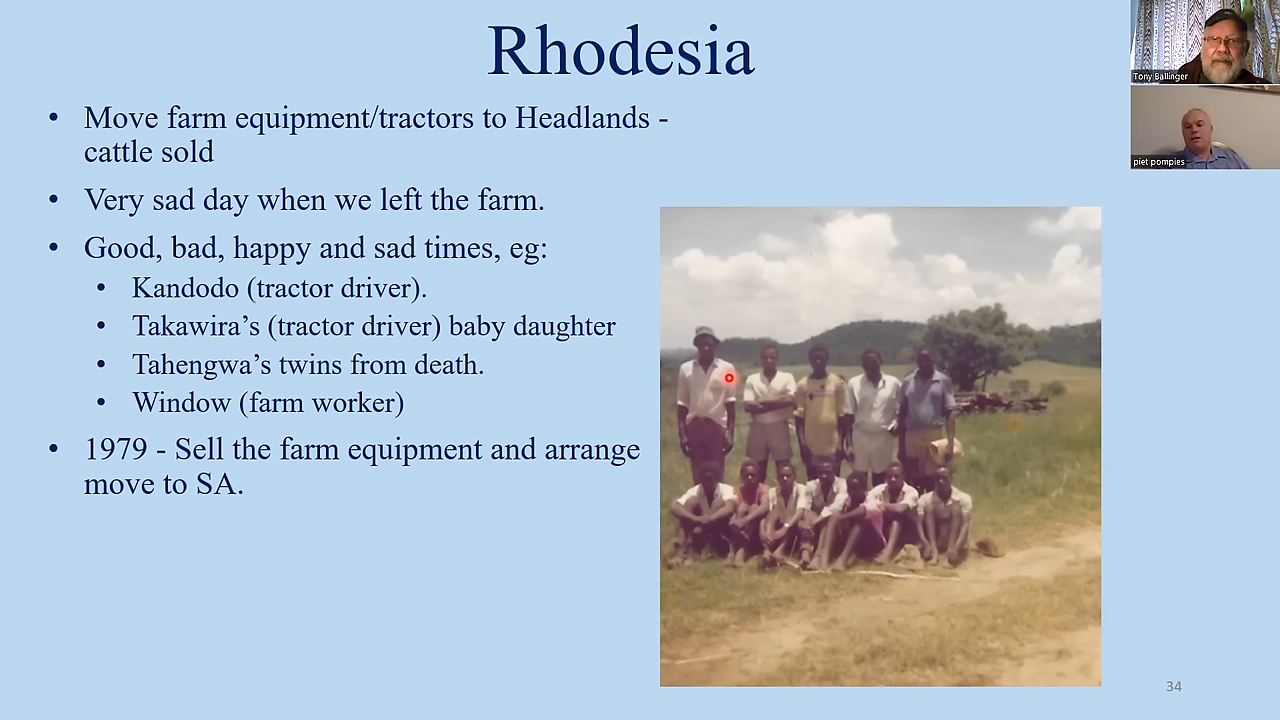 Rhodesia
• Move farm equipment/tractors to Headlands -
cattle sold
• Very sad day when we left the farm.
• Good, bad, happy and sad times, eg:
• Kandodo (tractor driver).
• Takawira’s (tractor driver) baby daughter
• Tahengwa’s twins from death.
• Window (farm worker)
• 1979 - Sell the farm equipment and arrange
move to SA.
Tony Ballinger
piet pompies
34